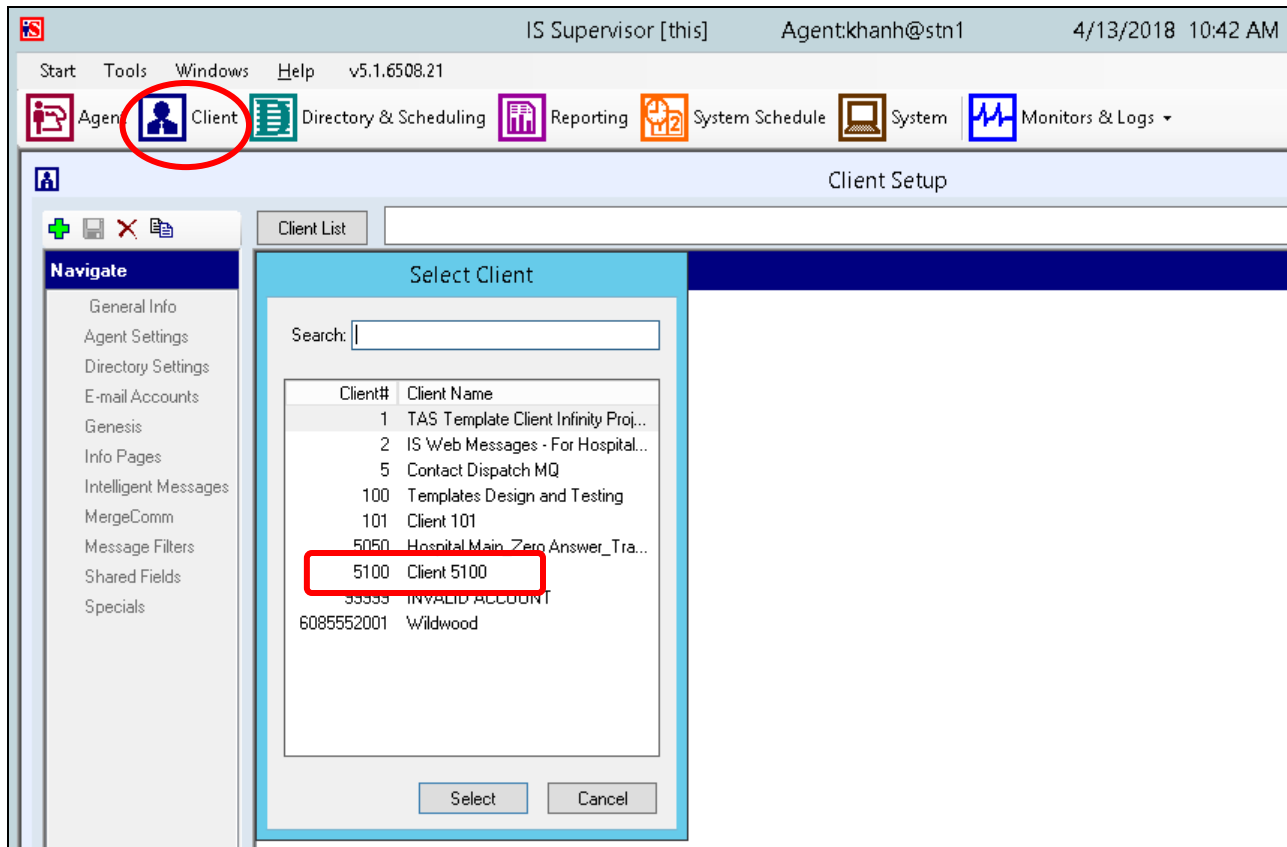 iS IS Supervisor [this] Agent:khanh@stn1 4/13/2018 10:42 AM
Start Tools Windows Help v5.1.6508.21
Agent Client Directory & Scheduling Reporting System Schedule System Monitors & Logs
Client Setup
Client List
Navigate
General Info
Agent Settings
Directory Settings
E-mail Accounts
Genesis
Info Pages
Intelligent Messages
MergeComm
Message Filters
Shared Fields
Specials
Select Client
Search:
Client# Client Name
1 TAS Template Client Infinity Proj...
2 IS Web Messages - For Hospital...
5 Contact Dispatch MQ
100 Templates Design and Testing
101 Client 101
5050 Hospital Main_Zero Answer_Tra...
5100 Client 5100
99999 INVALID ACCOUNT
6085552001 Wildwood
Select Cancel